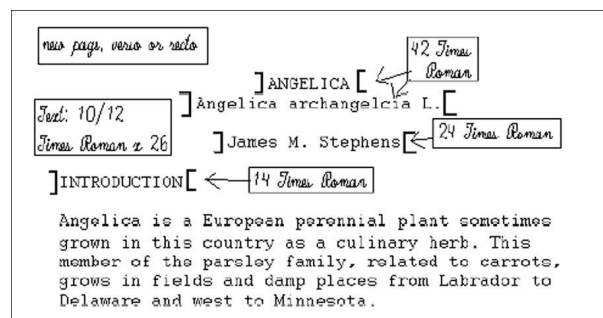 new page, verso or recto
42 Times
Roman
]ANGELICA[
]Angelica archangelcia L.[
Text: 10/12
Times Roman x 26
]James M. Stephens[
24 Times Roman
]INTRODUCTION[
14 Times Roman
Angelica is a European perennial plant sometimes
grown in this country as a culinary herb. This
member of the parsley family, related to carrots,
grows in fields and damp places from Labrador to
Delaware and west to Minnesota.